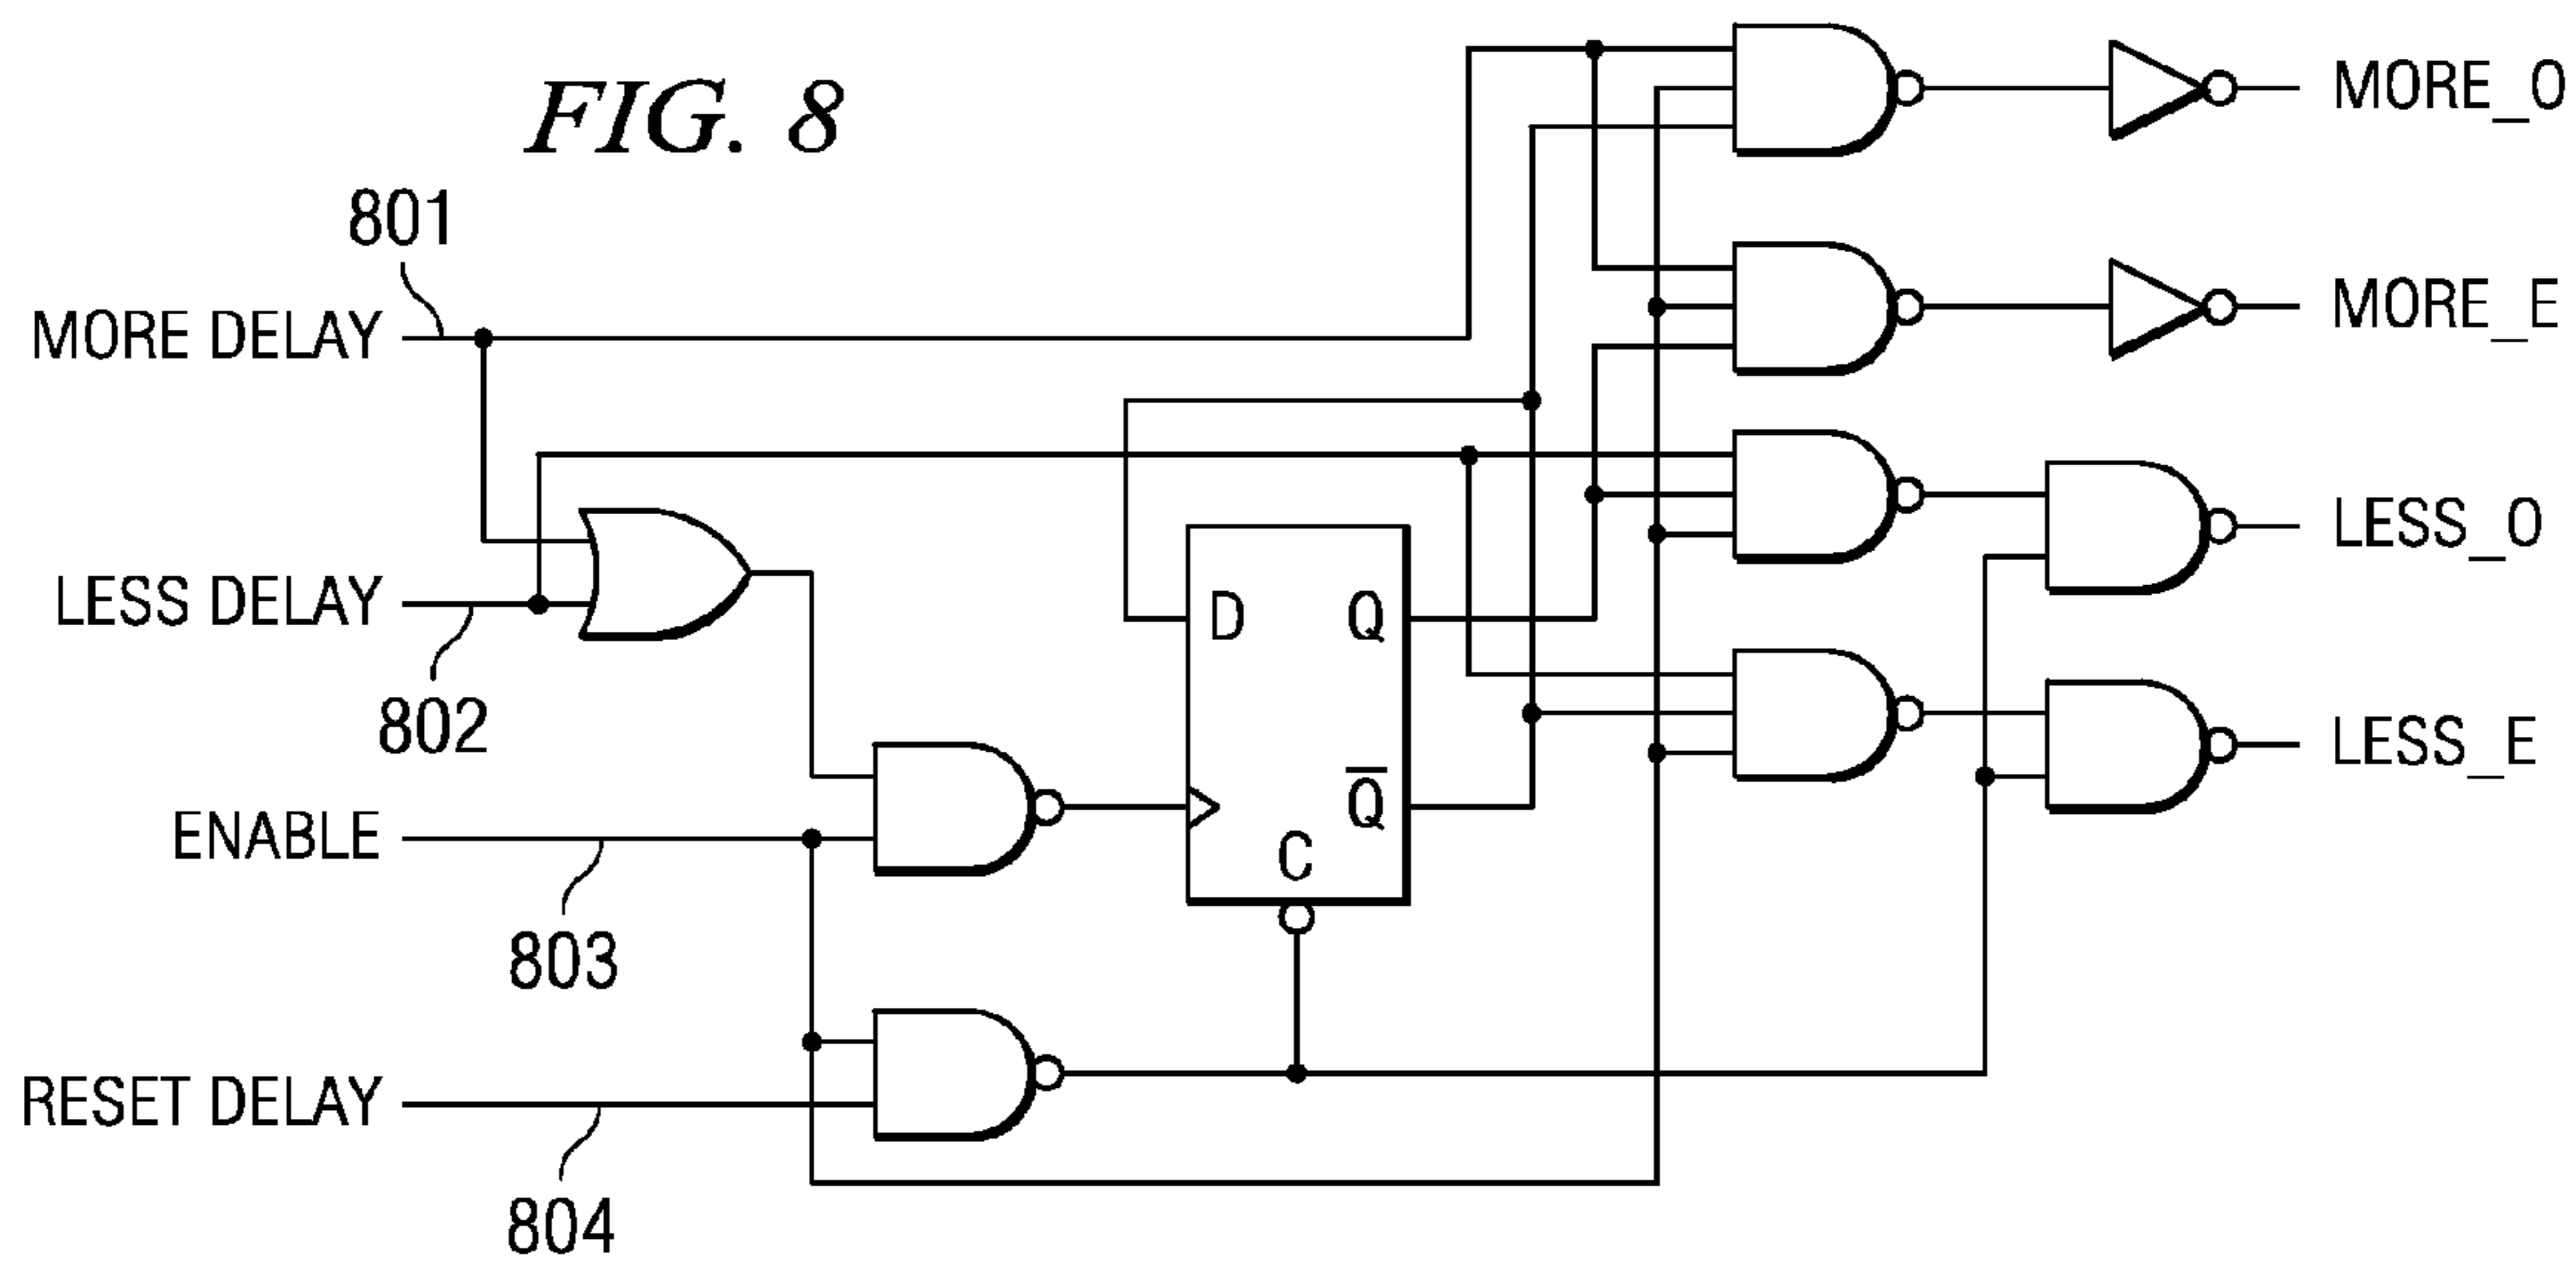 FIG. 8
801
MORE DELAY
LESS DELAY
802
ENABLE
803
RESET DELAY
804
D
Q
Q̅
C
MORE_O
MORE_E
LESS_O
LESS_E